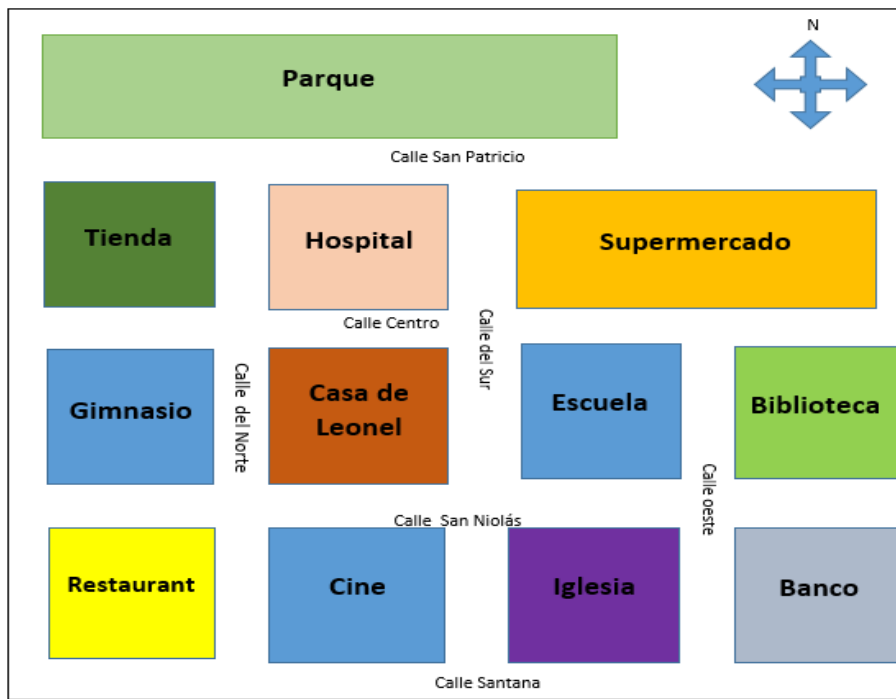 N
Parque
Calle San Patricio
Tienda
Hospital
Supermercado
Calle Centro
Calle del Sur
Gimnasio
Calle del Norte
Casa de
Leonel
Escuela
Biblioteca
Calle oeste
Calle San Niolás
Restaurant
Cine
Iglesia
Banco
Calle Santana